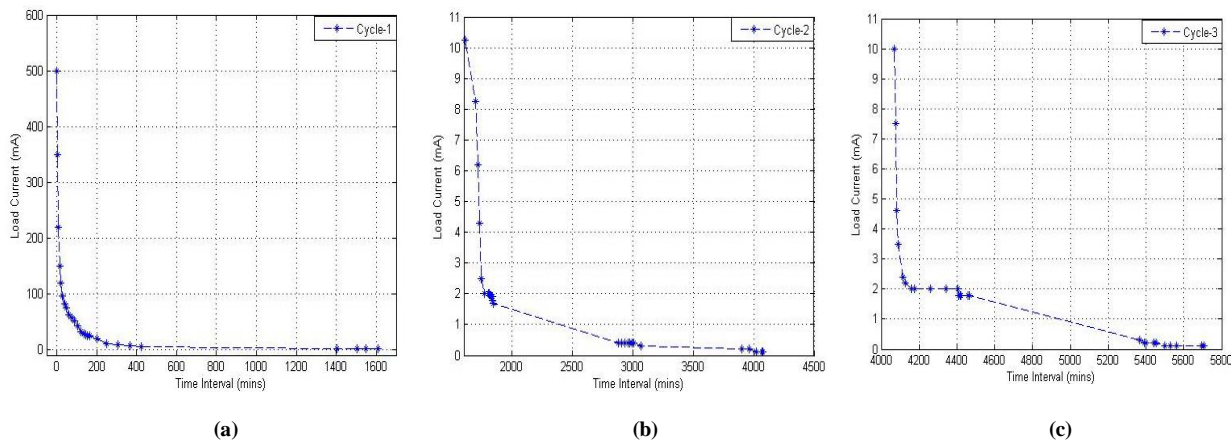 600
500
400
300
200
100
0
Load Current (mA)
0 200 400 600 800 1000 1200 1400 1600
Time Interval (mins)
Cycle-1
(a)
11
10
9
8
7
6
5
4
3
2
1
0
Load Current (mA)
2000 2500 3000 3500 4000 4500
Time Interval (mins)
Cycle-2
(b)
11
10
9
8
7
6
5
4
3
2
1
0
Load Current (mA)
4000 4200 4400 4600 4800 5000 5200 5400 5600 5800
Time Interval (mins)
Cycle-3
(c)